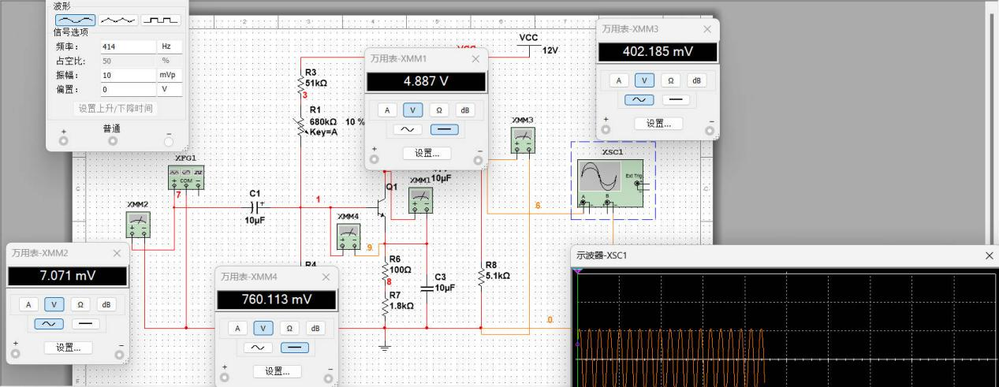 波形
信号选项
频率： 414 Hz
占空比： 50 %
振幅： 10 mVp
偏置： 0 V
设置上升/下降时间
+ 普通 −
2
6
7
VCC
12V
R3
51kΩ
3
R1
680kΩ 10 %
Key=A
万用表-XMM1
4.887 V
A V Ω dB
设置...
+ −
万用表-XMM3
402.185 mV
A V Ω dB
设置...
+ −
XMM3
XFG1
COM
7
XMM2
C1
10μF
1
Q1
10μF
XMM1
XMM4
9
XSC1
Ext Trig
A B
6
R6
100Ω
8
R7
1.8kΩ
C3
10μF
R8
5.1kΩ
R4
0
万用表-XMM2
7.071 mV
A V Ω dB
设置...
+ −
万用表-XMM4
760.113 mV
A V Ω dB
设置...
+ −
示波器-XSC1